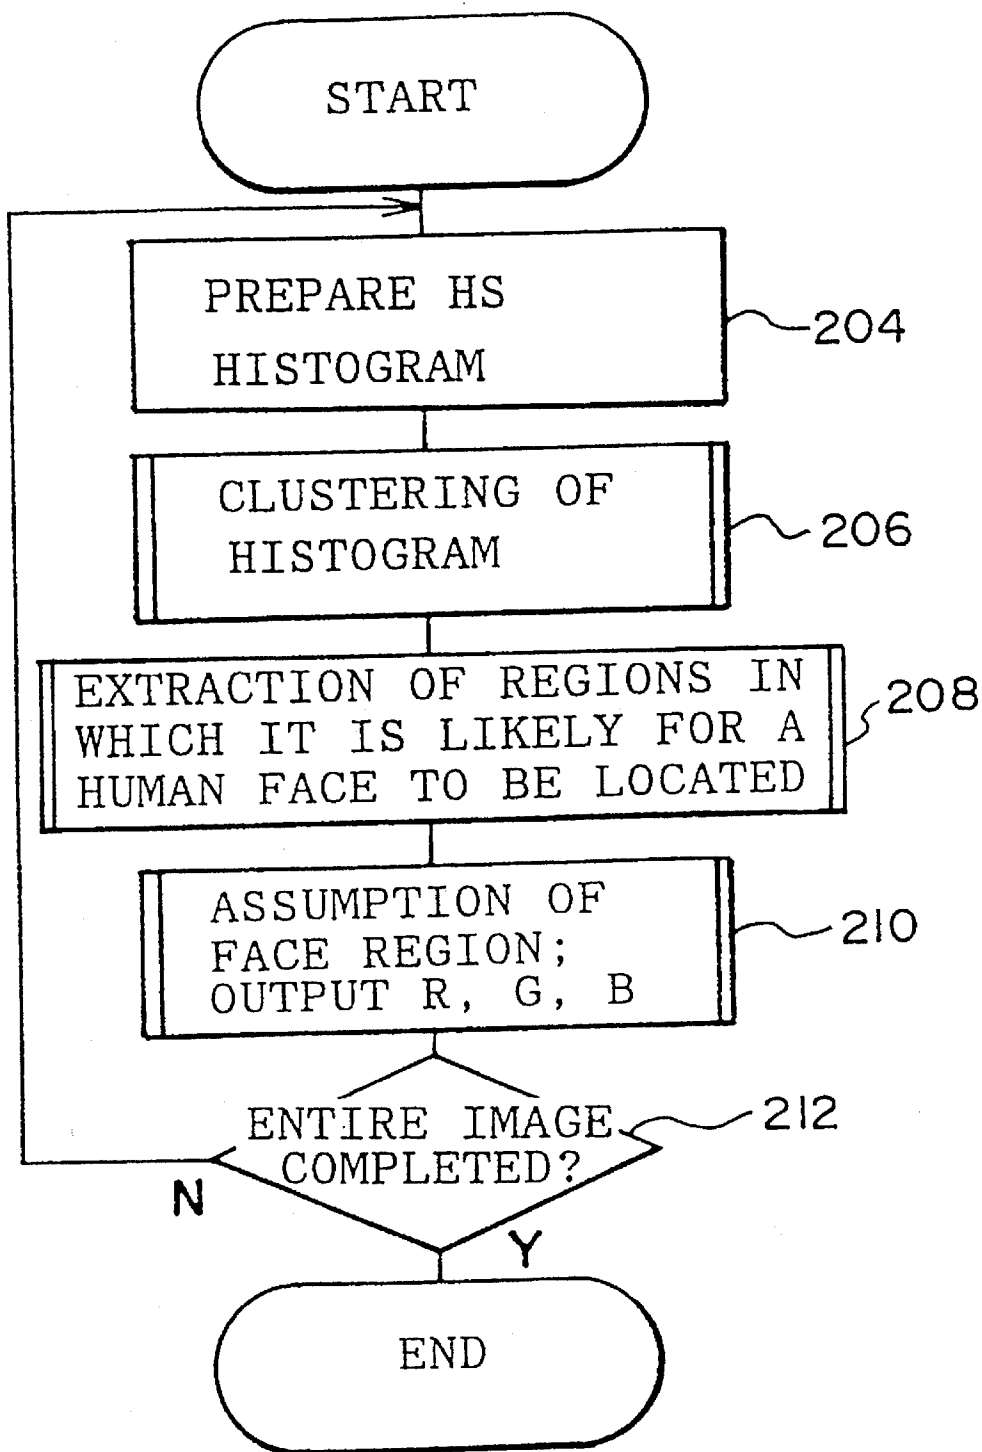 START
PREPARE HS
HISTOGRAM
204
CLUSTERING OF
HISTOGRAM
206
EXTRACTION OF REGIONS IN
WHICH IT IS LIKELY FOR A
HUMAN FACE TO BE LOCATED
208
ASSUMPTION OF
FACE REGION;
OUTPUT R, G, B
210
ENTIRE IMAGE
COMPLETED?
212
N
Y
END